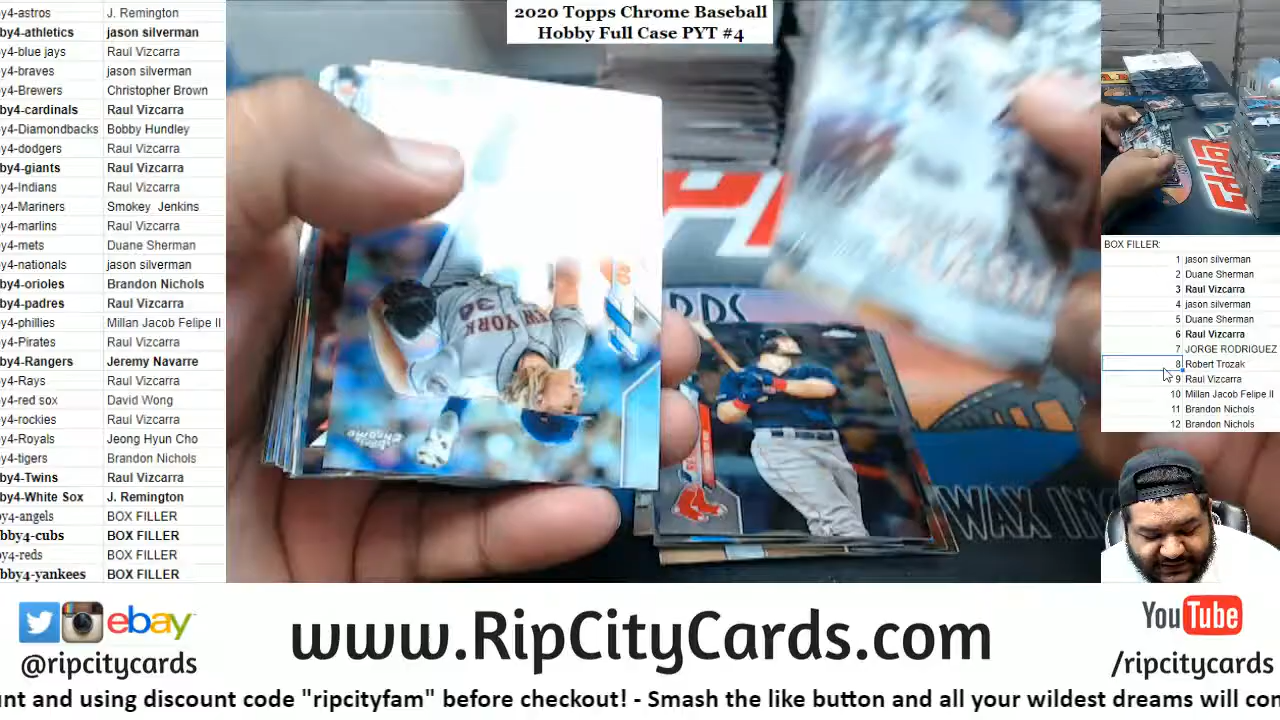 2020 Topps Chrome Baseball
Hobby Full Case PYT #4
y4-astros J. Remington
by4-athletics jason silverman
y4-blue jays Raul Vizcarra
y4-braves jason silverman
y4-Brewers Christopher Brown
by4-cardinals Raul Vizcarra
y4-Diamondbacks Bobby Hundley
y4-dodgers Raul Vizcarra
by4-giants Raul Vizcarra
y4-Indians Raul Vizcarra
y4-Mariners Smokey Jenkins
y4-marlins Raul Vizcarra
y4-mets Duane Sherman
y4-nationals jason silverman
by4-orioles Brandon Nichols
by4-padres Raul Vizcarra
y4-phillies Millan Jacob Felipe II
y4-Pirates Raul Vizcarra
by4-Rangers Jeremy Navarre
y4-Rays Raul Vizcarra
y4-red sox David Wong
y4-rockies Raul Vizcarra
y4-Royals Jeong Hyun Cho
y4-tigers Brandon Nichols
by4-Twins Raul Vizcarra
by4-White Sox J. Remington
y4-angels BOX FILLER
bby4-cubs BOX FILLER
by4-reds BOX FILLER
bby4-yankees BOX FILLER
NEW YORK
34
WAX IN
BOX FILLER:
1 jason silverman
2 Duane Sherman
3 Raul Vizcarra
4 jason silverman
5 Duane Sherman
6 Raul Vizcarra
7 JORGE RODRIGUEZ
8 Robert Trozak
9 Raul Vizcarra
10 Millan Jacob Felipe II
11 Brandon Nichols
12 Brandon Nichols
ebay
@ripcitycards
www.RipCityCards.com
YouTube
/ripcitycards
unt and using discount code "ripcityfam" before checkout! - Smash the like button and all your wildest dreams will con